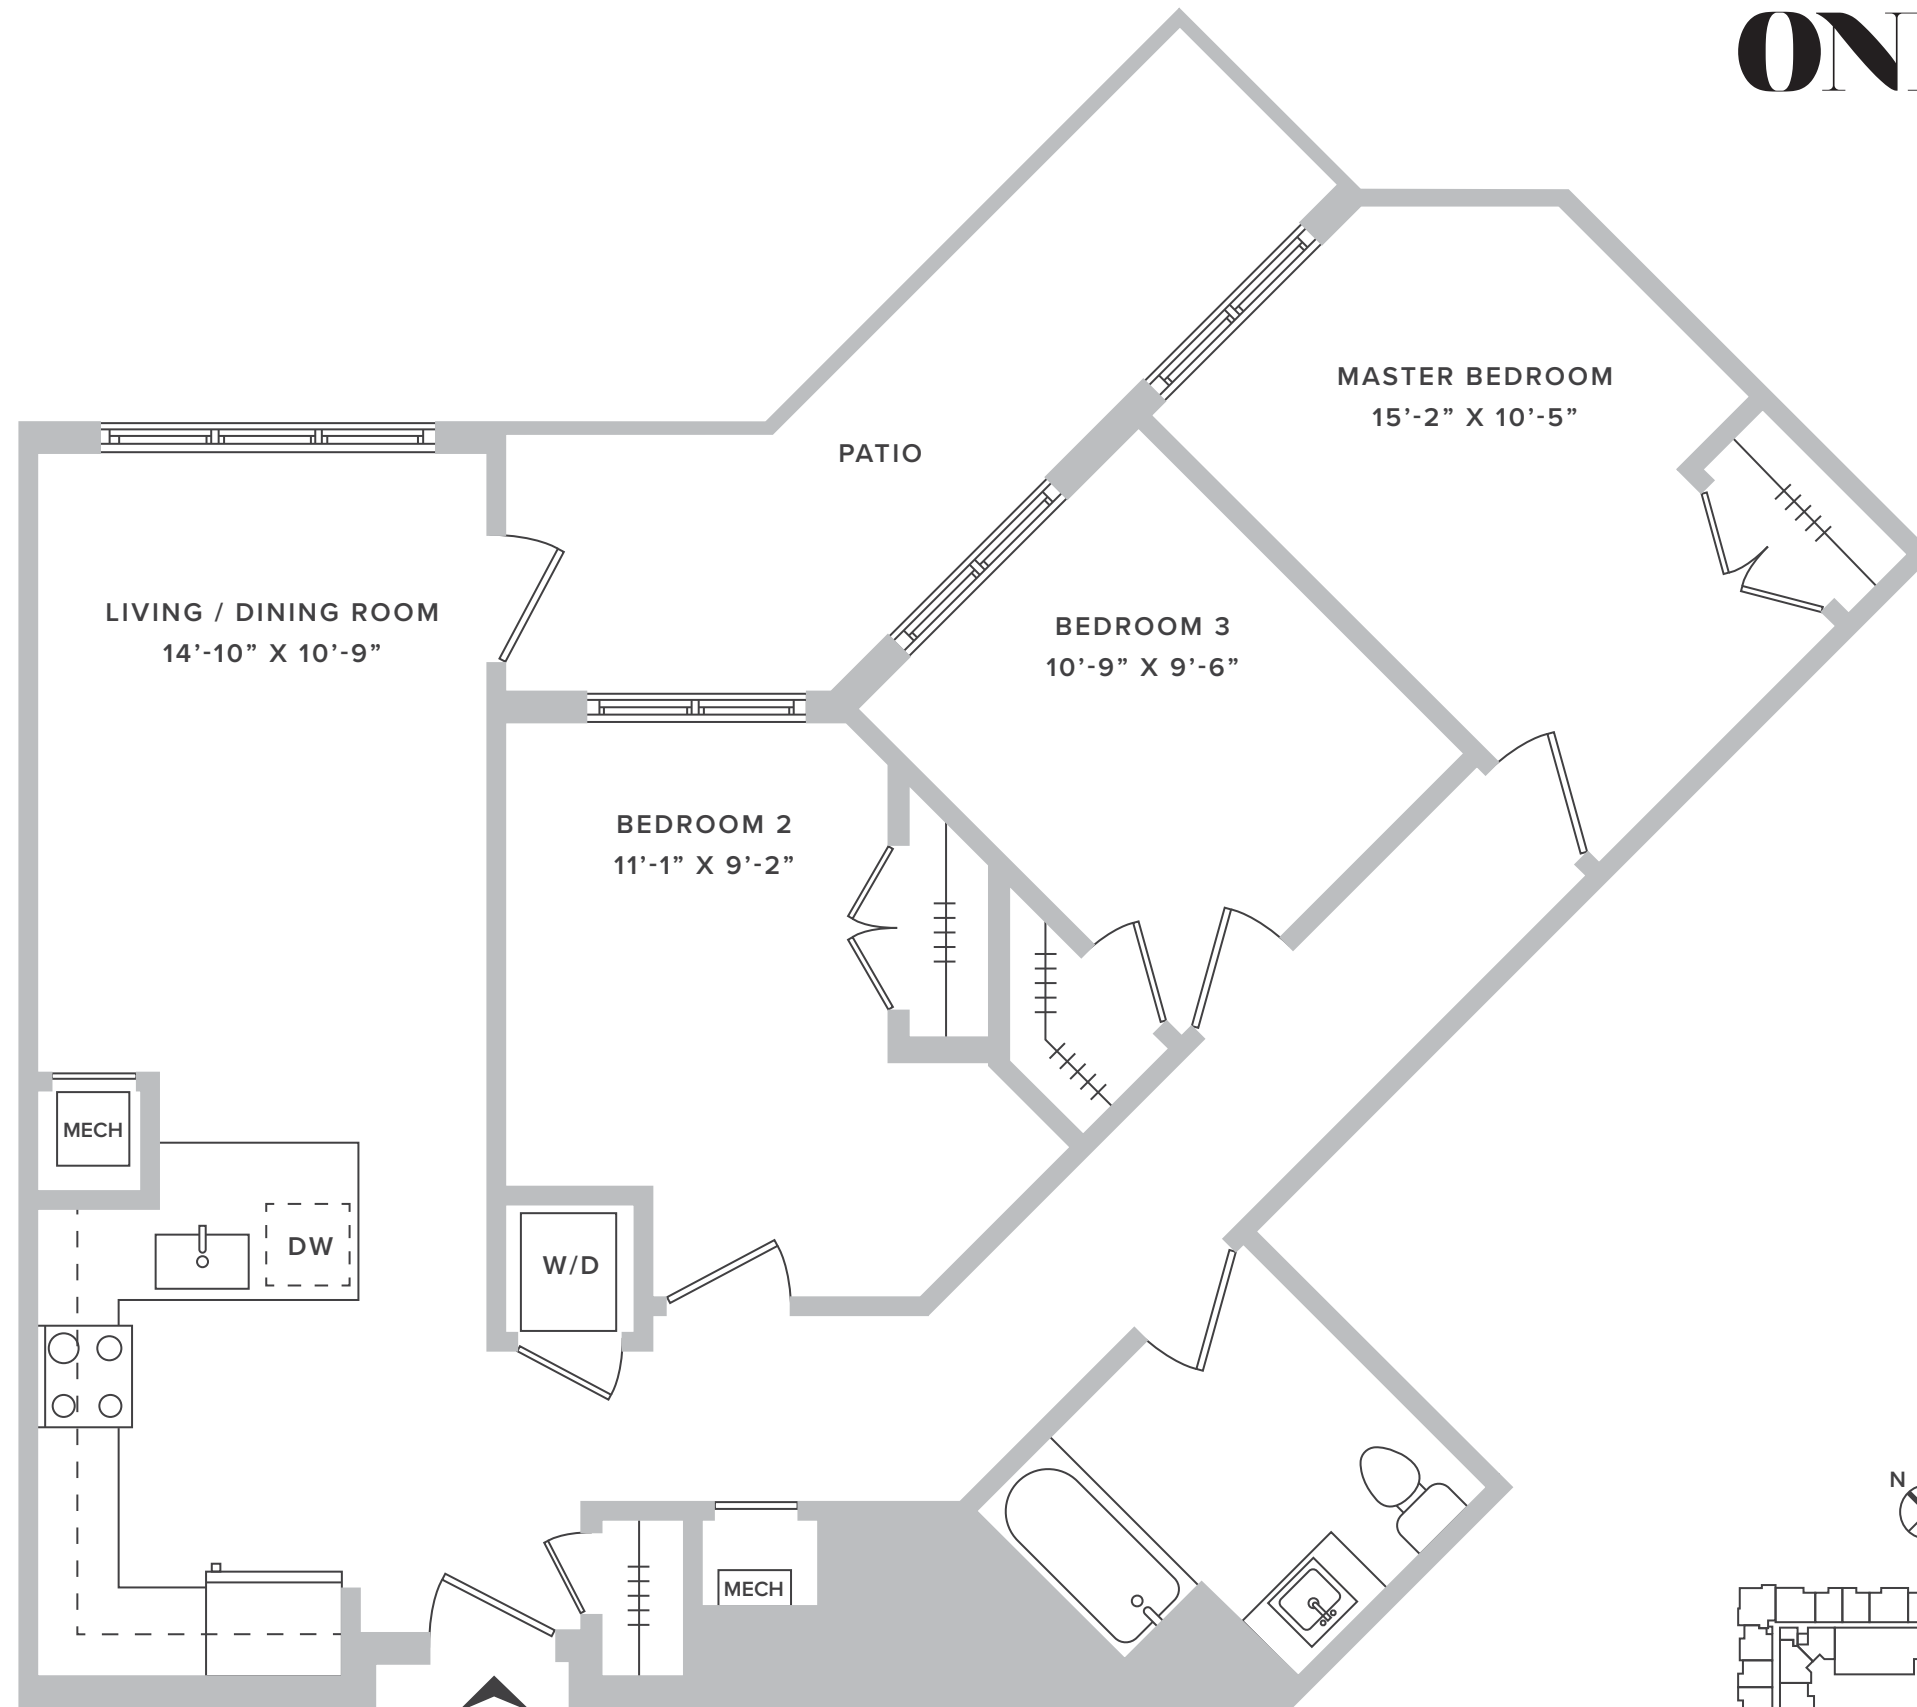 ON
MASTER BEDROOM
15’-2” X 10’-5”
PATIO
LIVING / DINING ROOM
14’-10” X 10’-9”
BEDROOM 3
10’-9” X 9’-6”
BEDROOM 2
11’-1” X 9’-2”
MECH
DW
W/D
N
MECH